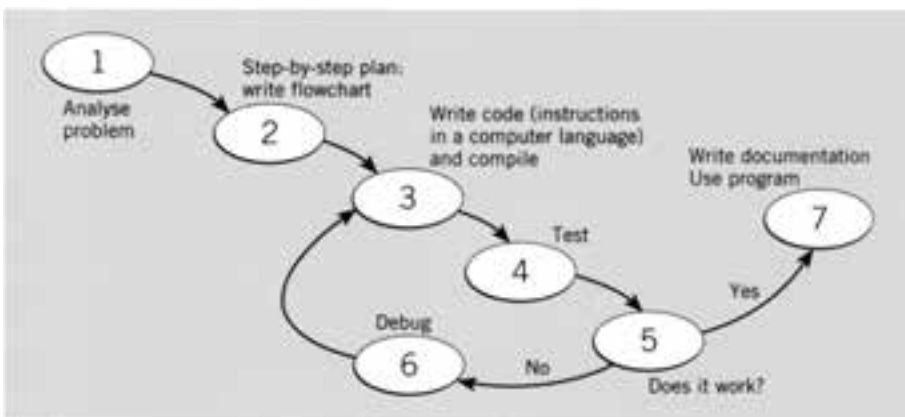 1
Analyse
problem
Step-by-step plan:
write flowchart
2
Write code (instructions
in a computer language)
and compile
3
Test
4
Does it work?
5
No
Debug
6
Yes
Write documentation
Use program
7